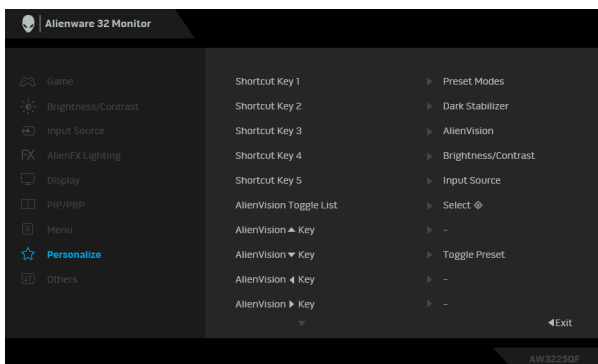 Alienware 32 Monitor
Game
Brightness/Contrast
Input Source
FX AlienFX Lighting
Display
PIP/PBP
Menu
Personalize
Others
Shortcut Key 1 ▶ Preset Modes
Shortcut Key 2 ▶ Dark Stabilizer
Shortcut Key 3 ▶ AlienVision
Shortcut Key 4 ▶ Brightness/Contrast
Shortcut Key 5 ▶ Input Source
AlienVision Toggle List ▶ Select
AlienVision ▲ Key ▶ -
AlienVision ▼ Key ▶ Toggle Preset
AlienVision ◀ Key ▶ -
AlienVision ▶ Key ▶ -
◀Exit
AW3225QF